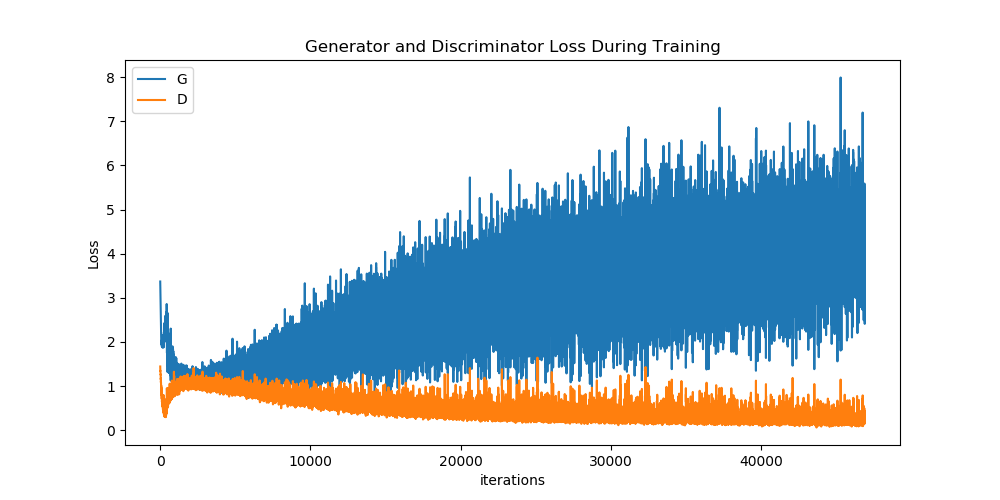 Generator and Discriminator Loss During Training
G
D
8
7
6
5
4
3
2
1
0
Loss
0 10000 20000 30000 40000
iterations